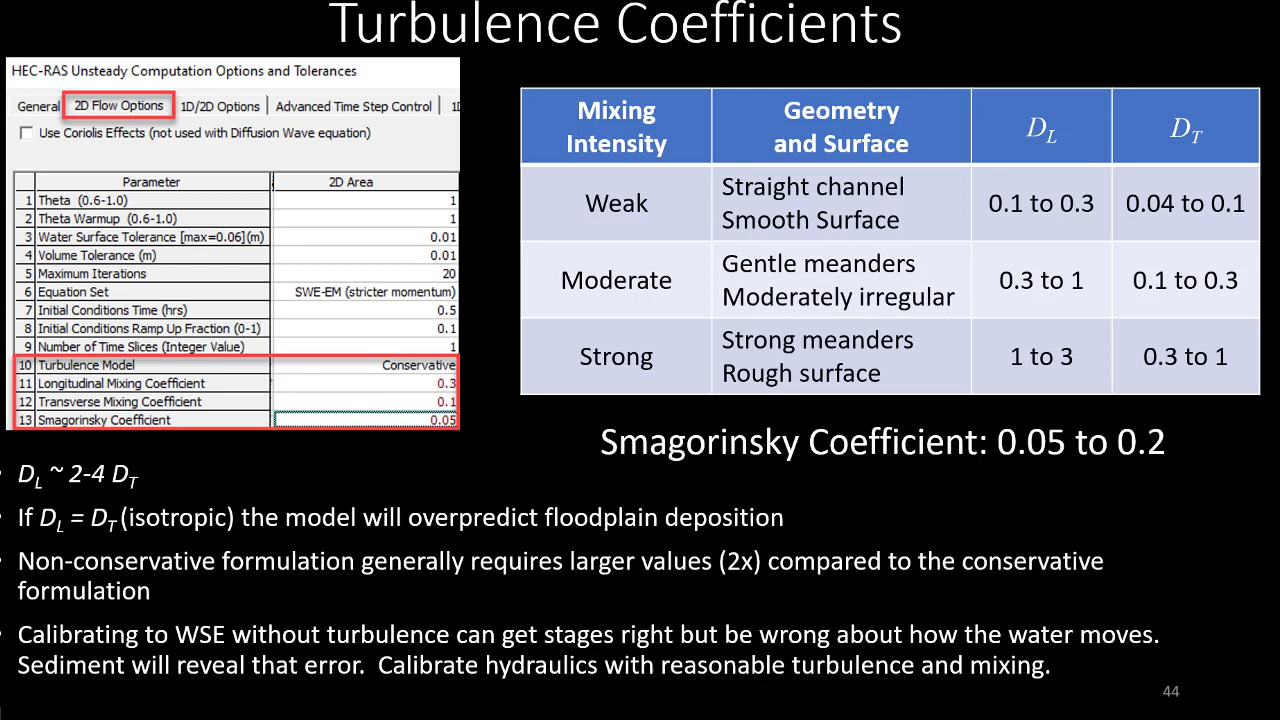 Turbulence Coefficients
HEC-RAS Unsteady Computation Options and Tolerances
General 2D Flow Options 1D/2D Options Advanced Time Step Control
Use Coriolis Effects (not used with Diffusion Wave equation)
Parameter 2D Area
1 Theta (0.6-1.0) 1
2 Theta Warmup (0.6-1.0) 1
3 Water Surface Tolerance [max=0.06](m) 0.01
4 Volume Tolerance (m) 0.01
5 Maximum Iterations 20
6 Equation Set SWE-EM (stricter momentum)
7 Initial Conditions Time (hrs) 0.5
8 Initial Conditions Ramp Up Fraction (0-1) 0.1
9 Number of Time Slices (Integer Value) 1
10 Turbulence Model Conservative
11 Longitudinal Mixing Coefficient 0.3
12 Transverse Mixing Coefficient 0.1
13 Smagorinsky Coefficient 0.05
Mixing Intensity Geometry and Surface D_L D_T
Weak Straight channel Smooth Surface 0.1 to 0.3 0.04 to 0.1
Moderate Gentle meanders Moderately irregular 0.3 to 1 0.1 to 0.3
Strong Strong meanders Rough surface 1 to 3 0.3 to 1
Smagorinsky Coefficient: 0.05 to 0.2
• D_L ~ 2-4 D_T
• If D_L = D_T (isotropic) the model will overpredict floodplain deposition
• Non-conservative formulation generally requires larger values (2x) compared to the conservative
formulation
• Calibrating to WSE without turbulence can get stages right but be wrong about how the water moves.
Sediment will reveal that error.  Calibrate hydraulics with reasonable turbulence and mixing.
44